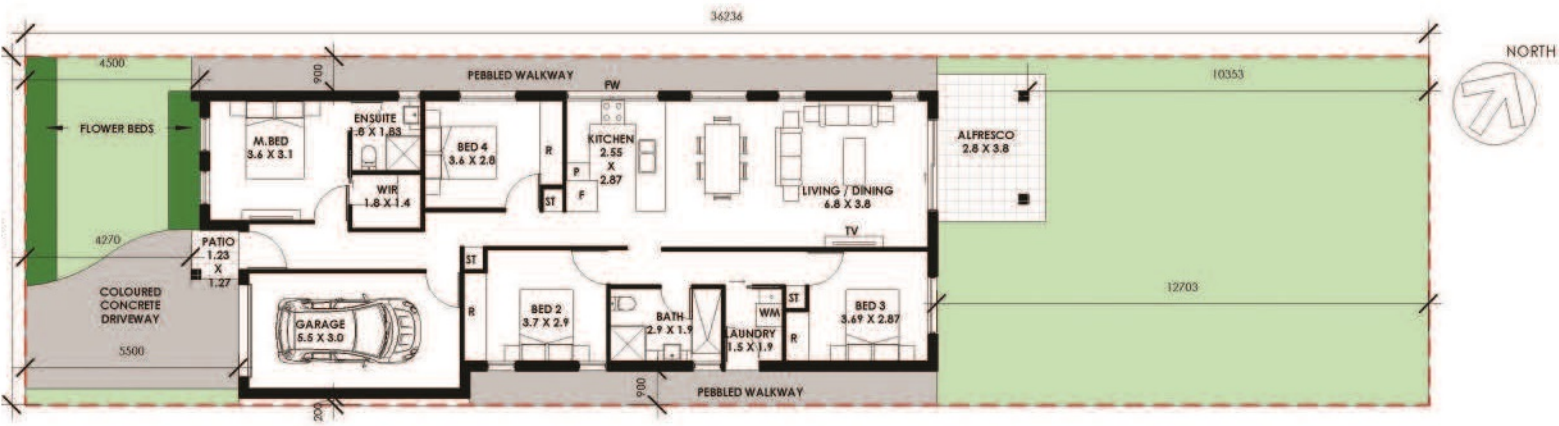 36236
NORTH
4500
900
PEBBLED WALKWAY
10353
FW
FLOWER BEDS
ENSUITE
1.8 X 1.83
M.BED
3.6 X 3.1
BED 4
3.6 X 2.8
R
KITCHEN
2.55
X
2.87
P
F
ALFRESCO
2.8 X 3.8
WIR
1.8 X 1.4
ST
LIVING / DINING
6.8 X 3.8
TV
4270
PATIO
1.23
X
1.27
ST
COLOURED
CONCRETE
DRIVEWAY
12703
GARAGE
5.5 X 3.0
R
BED 2
3.7 X 2.9
BATH
2.9 X 1.9
WM
LAUNDRY
1.5 X 1.9
ST
R
BED 3
3.69 X 2.87
5500
900
PEBBLED WALKWAY
200